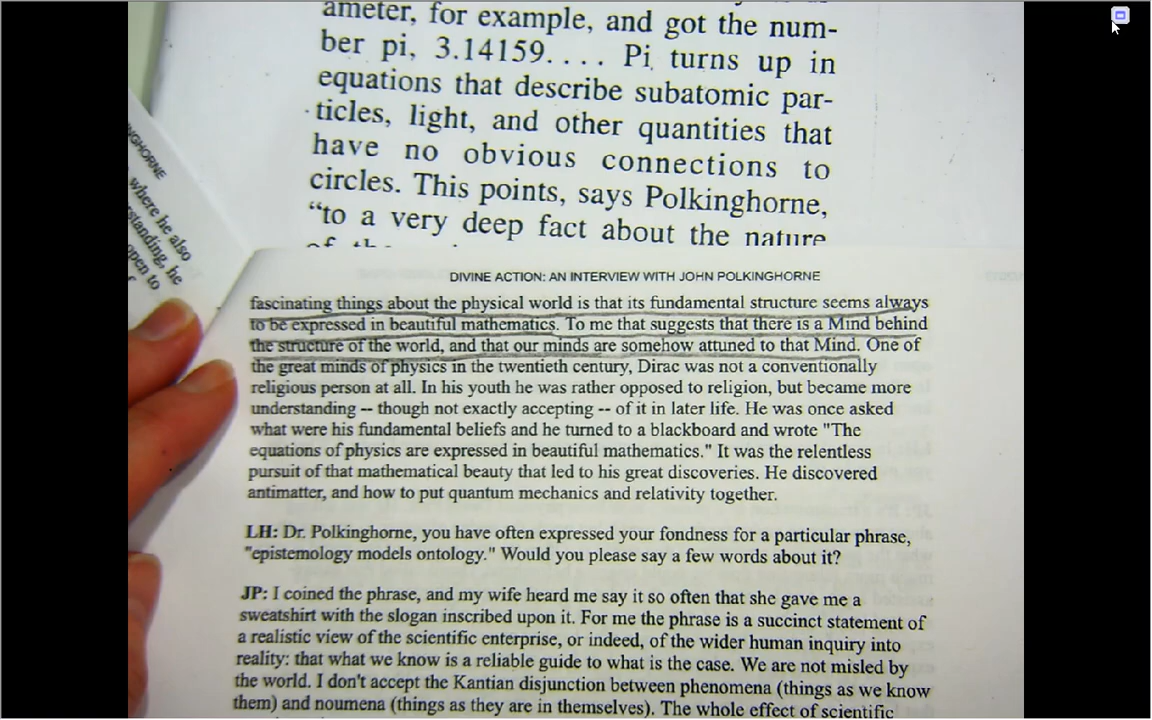 ameter, for example, and got the num-
ber pi, 3.14159. . . . Pi turns up in
equations that describe subatomic par-
ticles, light, and other quantities that
have no obvious connections to
circles. This points, says Polkinghorne,
“to a very deep fact about the nature
NGHORNE
where he also
standing, he
open to
DIVINE ACTION: AN INTERVIEW WITH JOHN POLKINGHORNE
fascinating things about the physical world is that its fundamental structure seems always
to be expressed in beautiful mathematics. To me that suggests that there is a Mind behind
the structure of the world, and that our minds are somehow attuned to that Mind. One of
the great minds of physics in the twentieth century, Dirac was not a conventionally
religious person at all. In his youth he was rather opposed to religion, but became more
understanding -- though not exactly accepting -- of it in later life. He was once asked
what were his fundamental beliefs and he turned to a blackboard and wrote "The
equations of physics are expressed in beautiful mathematics." It was the relentless
pursuit of that mathematical beauty that led to his great discoveries. He discovered
antimatter, and how to put quantum mechanics and relativity together.
LH: Dr. Polkinghorne, you have often expressed your fondness for a particular phrase,
"epistemology models ontology." Would you please say a few words about it?
JP: I coined the phrase, and my wife heard me say it so often that she gave me a
sweatshirt with the slogan inscribed upon it. For me the phrase is a succinct statement of
a realistic view of the scientific enterprise, or indeed, of the wider human inquiry into
reality: that what we know is a reliable guide to what is the case. We are not misled by
the world. I don't accept the Kantian disjunction between phenomena (things as we know
them) and noumena (things as they are in themselves). The whole effect of scientific